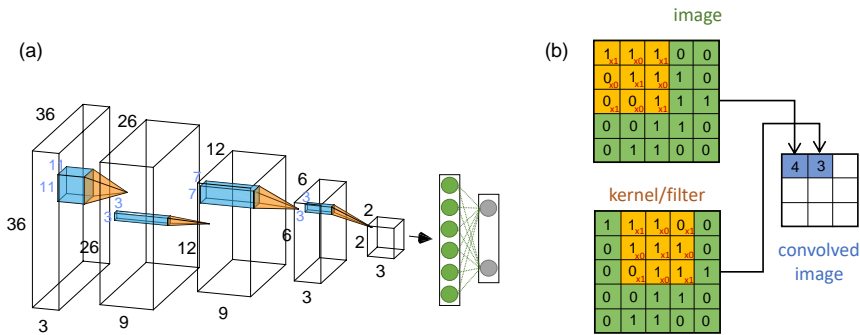 image
(a)
(b)
36
36
3
11
11
26
26
9
3
3
12
12
9
7
7
6
6
3
3
3
2
2
3
1x1 1x0 1x1 0 0
0x0 1x1 1x0 1 0
0x1 0x0 1x1 1 1
0 0 1 1 0
0 1 1 0 0
4 3
kernel/filter
1 1x1 1x0 0x1 0
0 1x0 1x1 1x0 0
0 0x1 1x0 1x1 1
0 0 1 1 0
0 1 1 0 0
convolved
image